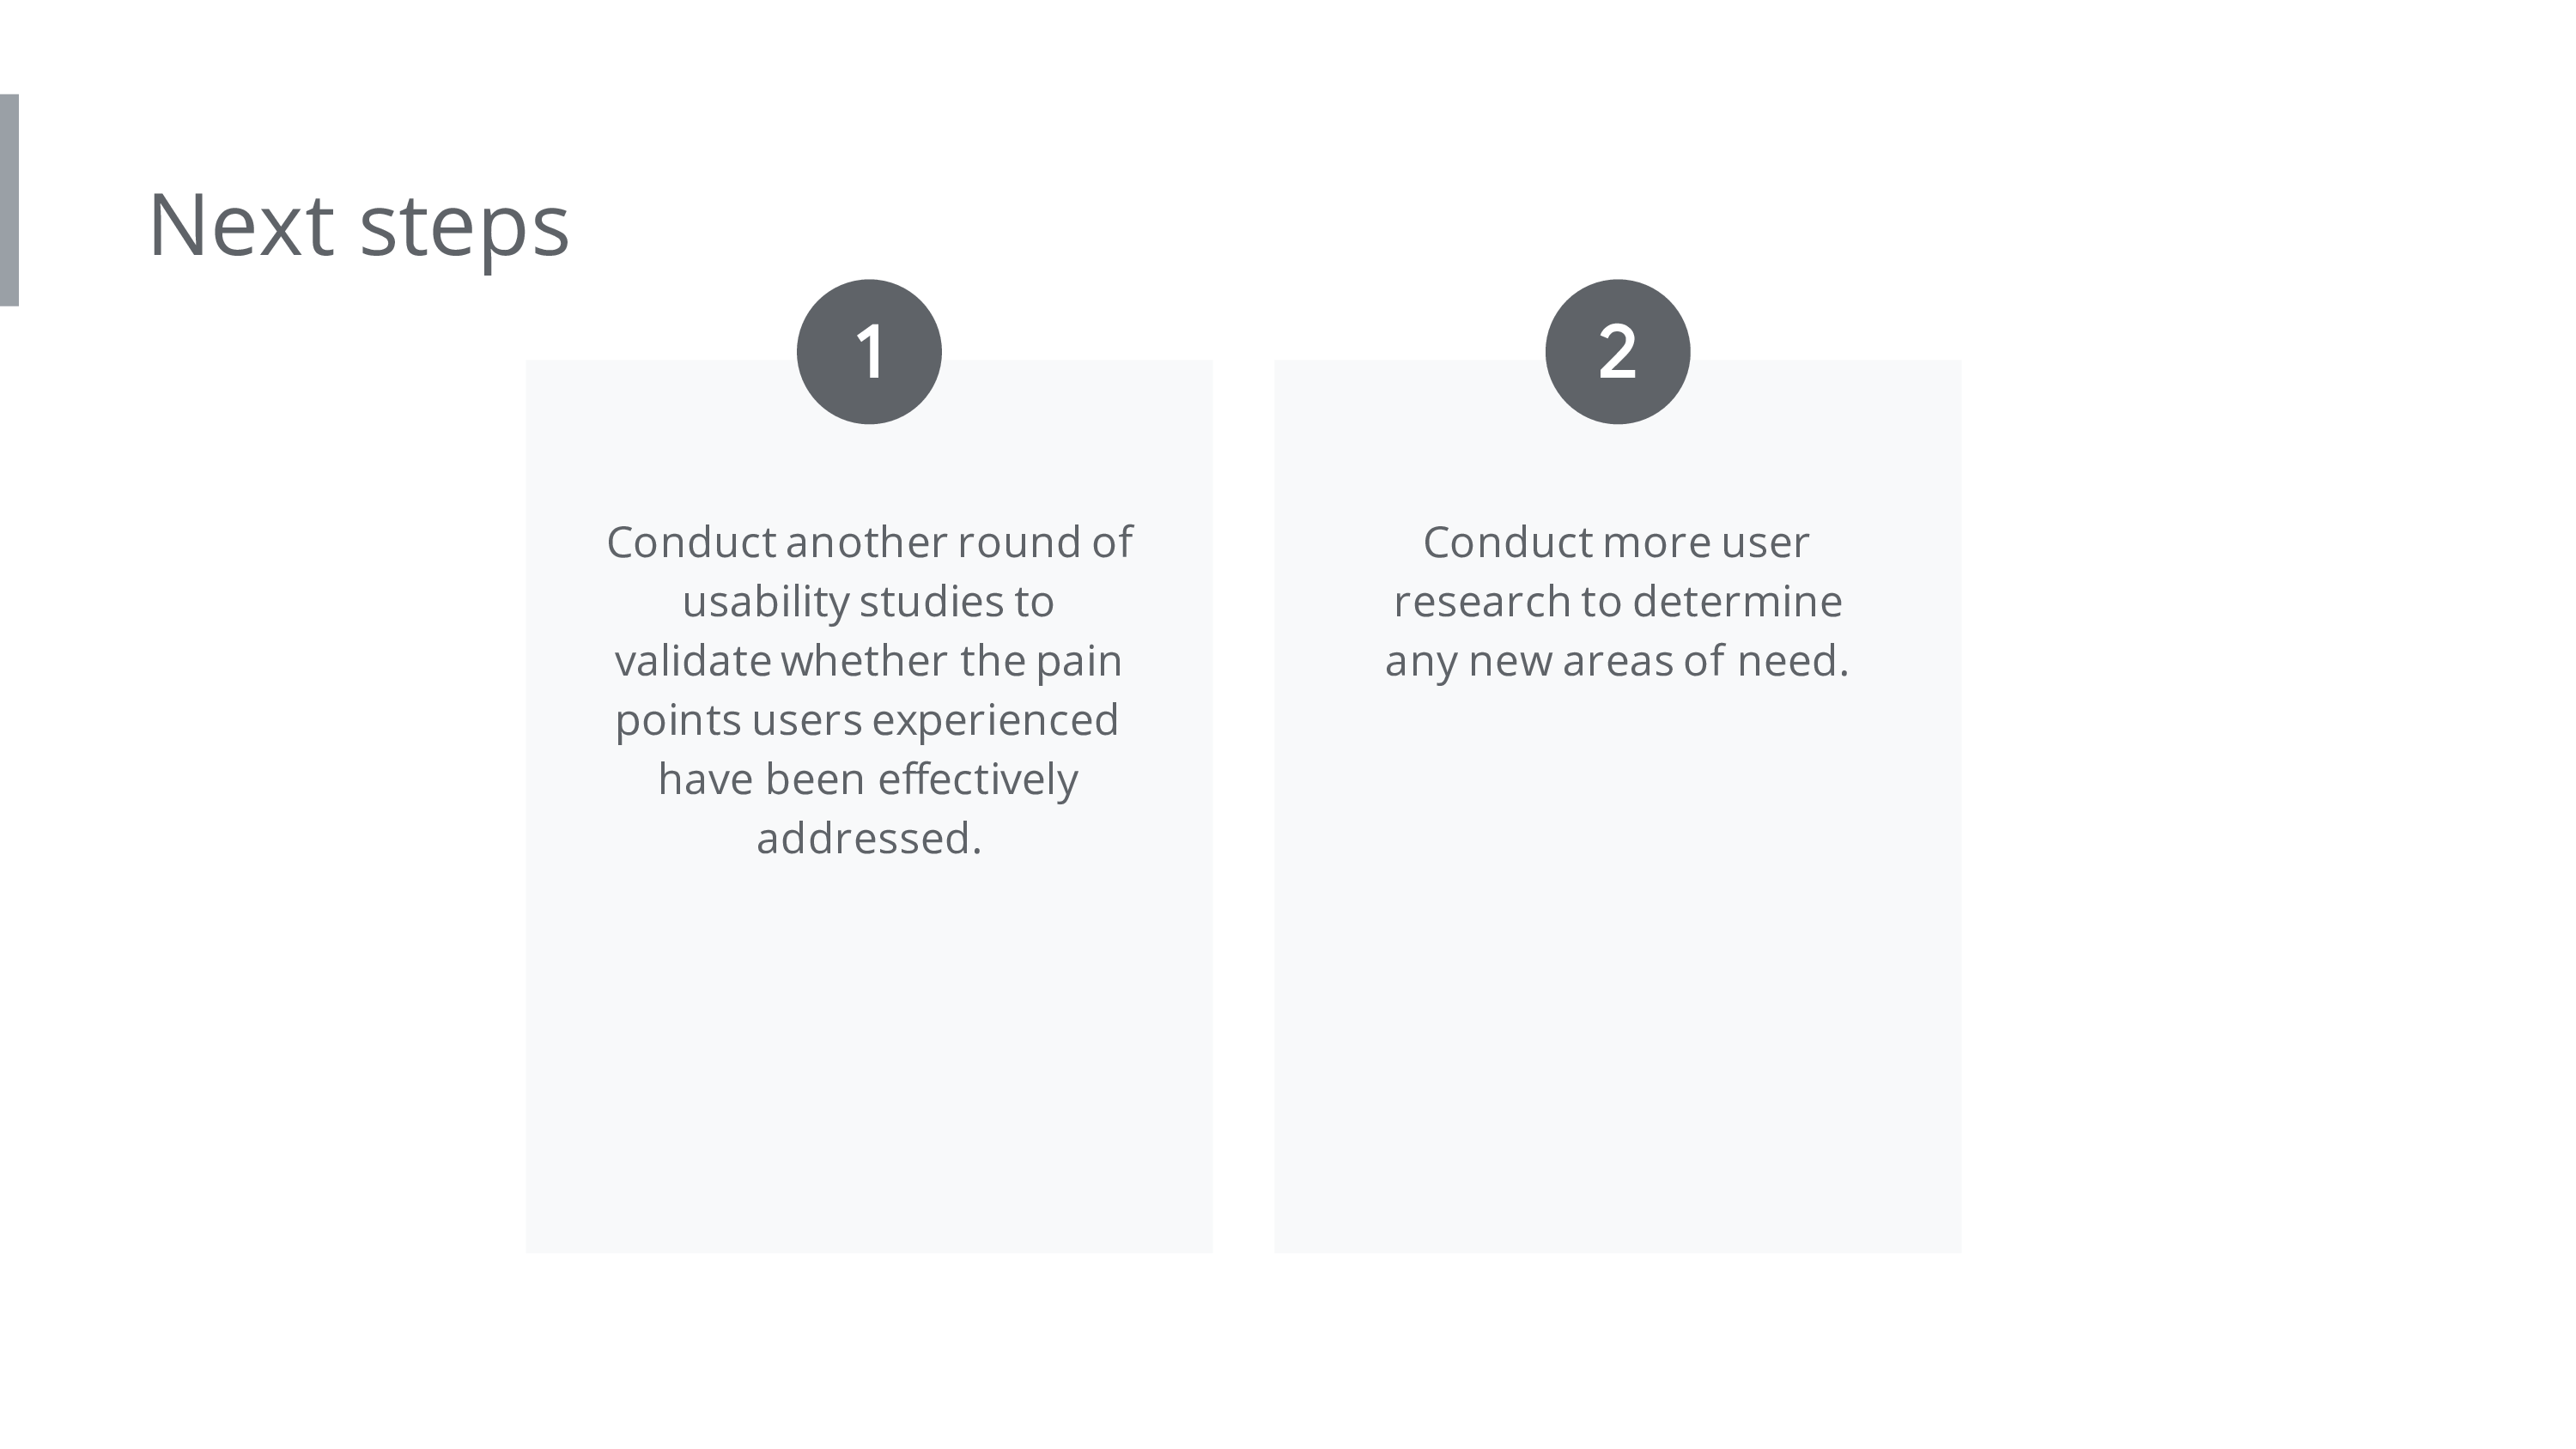 Next steps
1
Conduct another round of
usability studies to
validate whether the pain
points users experienced
have been effectively
addressed.
2
Conduct more user
research to determine
any new areas of need.